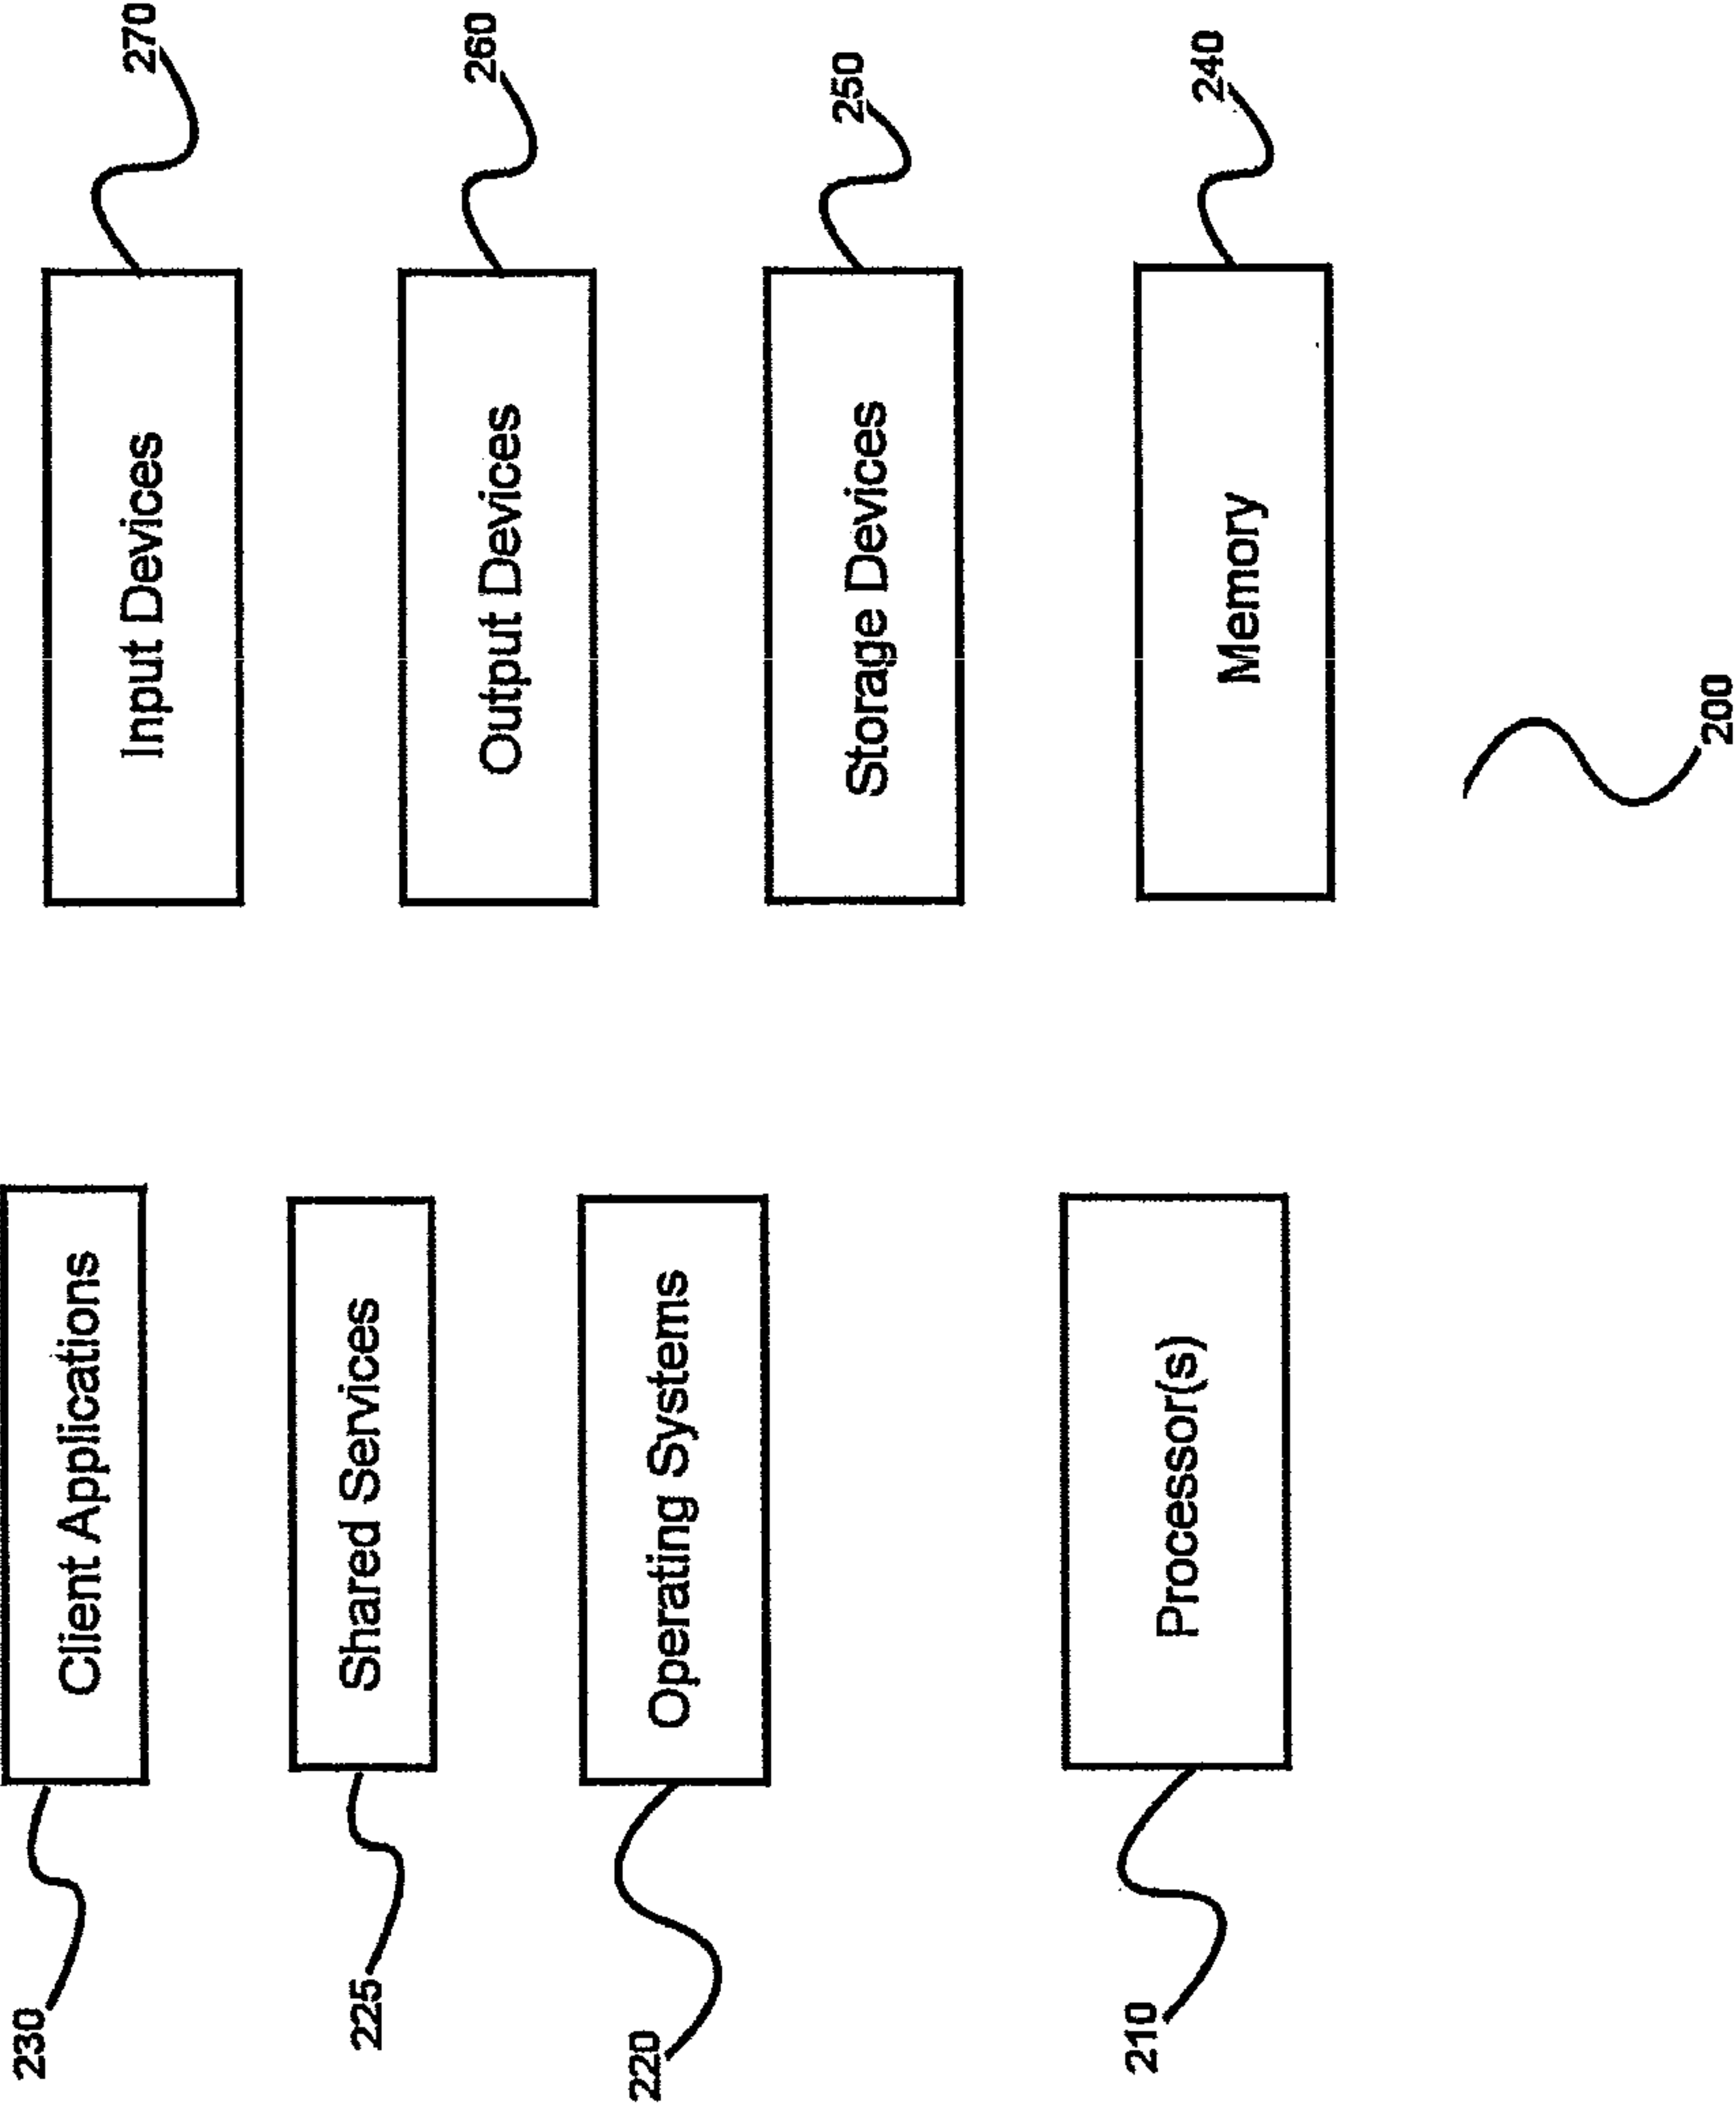 230
Client Applications
Input Devices
270
225
Shared Services
Output Devices
260
220
Operating Systems
Storage Devices
250
210
Processor(s)
Memory
240
200